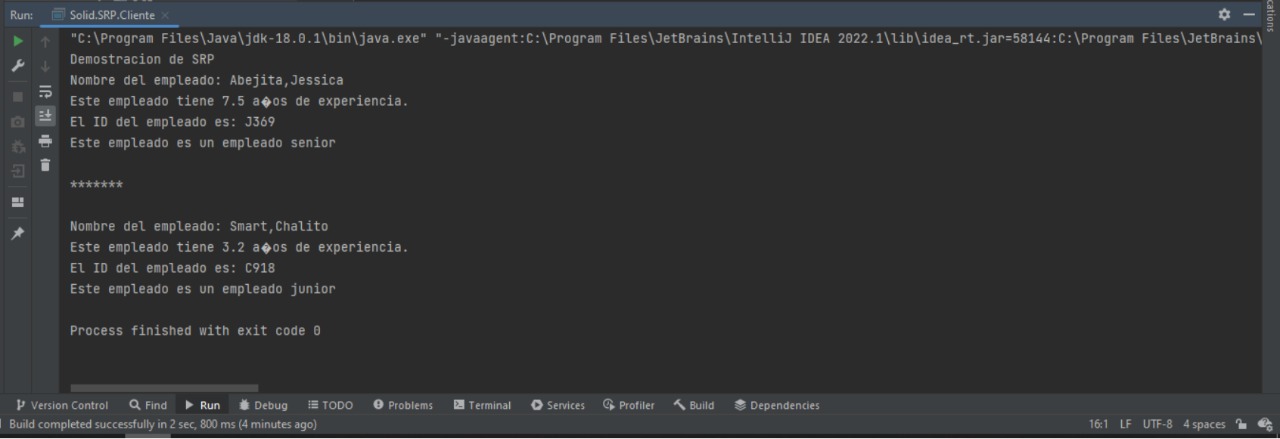 Run: Solid.SRP.Cliente
"C:\Program Files\Java\jdk-18.0.1\bin\java.exe" "-javaagent:C:\Program Files\JetBrains\IntelliJ IDEA 2022.1\lib\idea_rt.jar=58144:C:\Program Files\JetBrains\
Demostracion de SRP
Nombre del empleado: Abejita,Jessica
Este empleado tiene 7.5 a�os de experiencia.
El ID del empleado es: J369
Este empleado es un empleado senior
*******
Nombre del empleado: Smart,Chalito
Este empleado tiene 3.2 a�os de experiencia.
El ID del empleado es: C918
Este empleado es un empleado junior
Process finished with exit code 0
cations
Version Control Find Run Debug TODO Problems Terminal Services Profiler Build Dependencies
Build completed successfully in 2 sec, 800 ms (4 minutes ago) 16:1 LF UTF-8 4 spaces